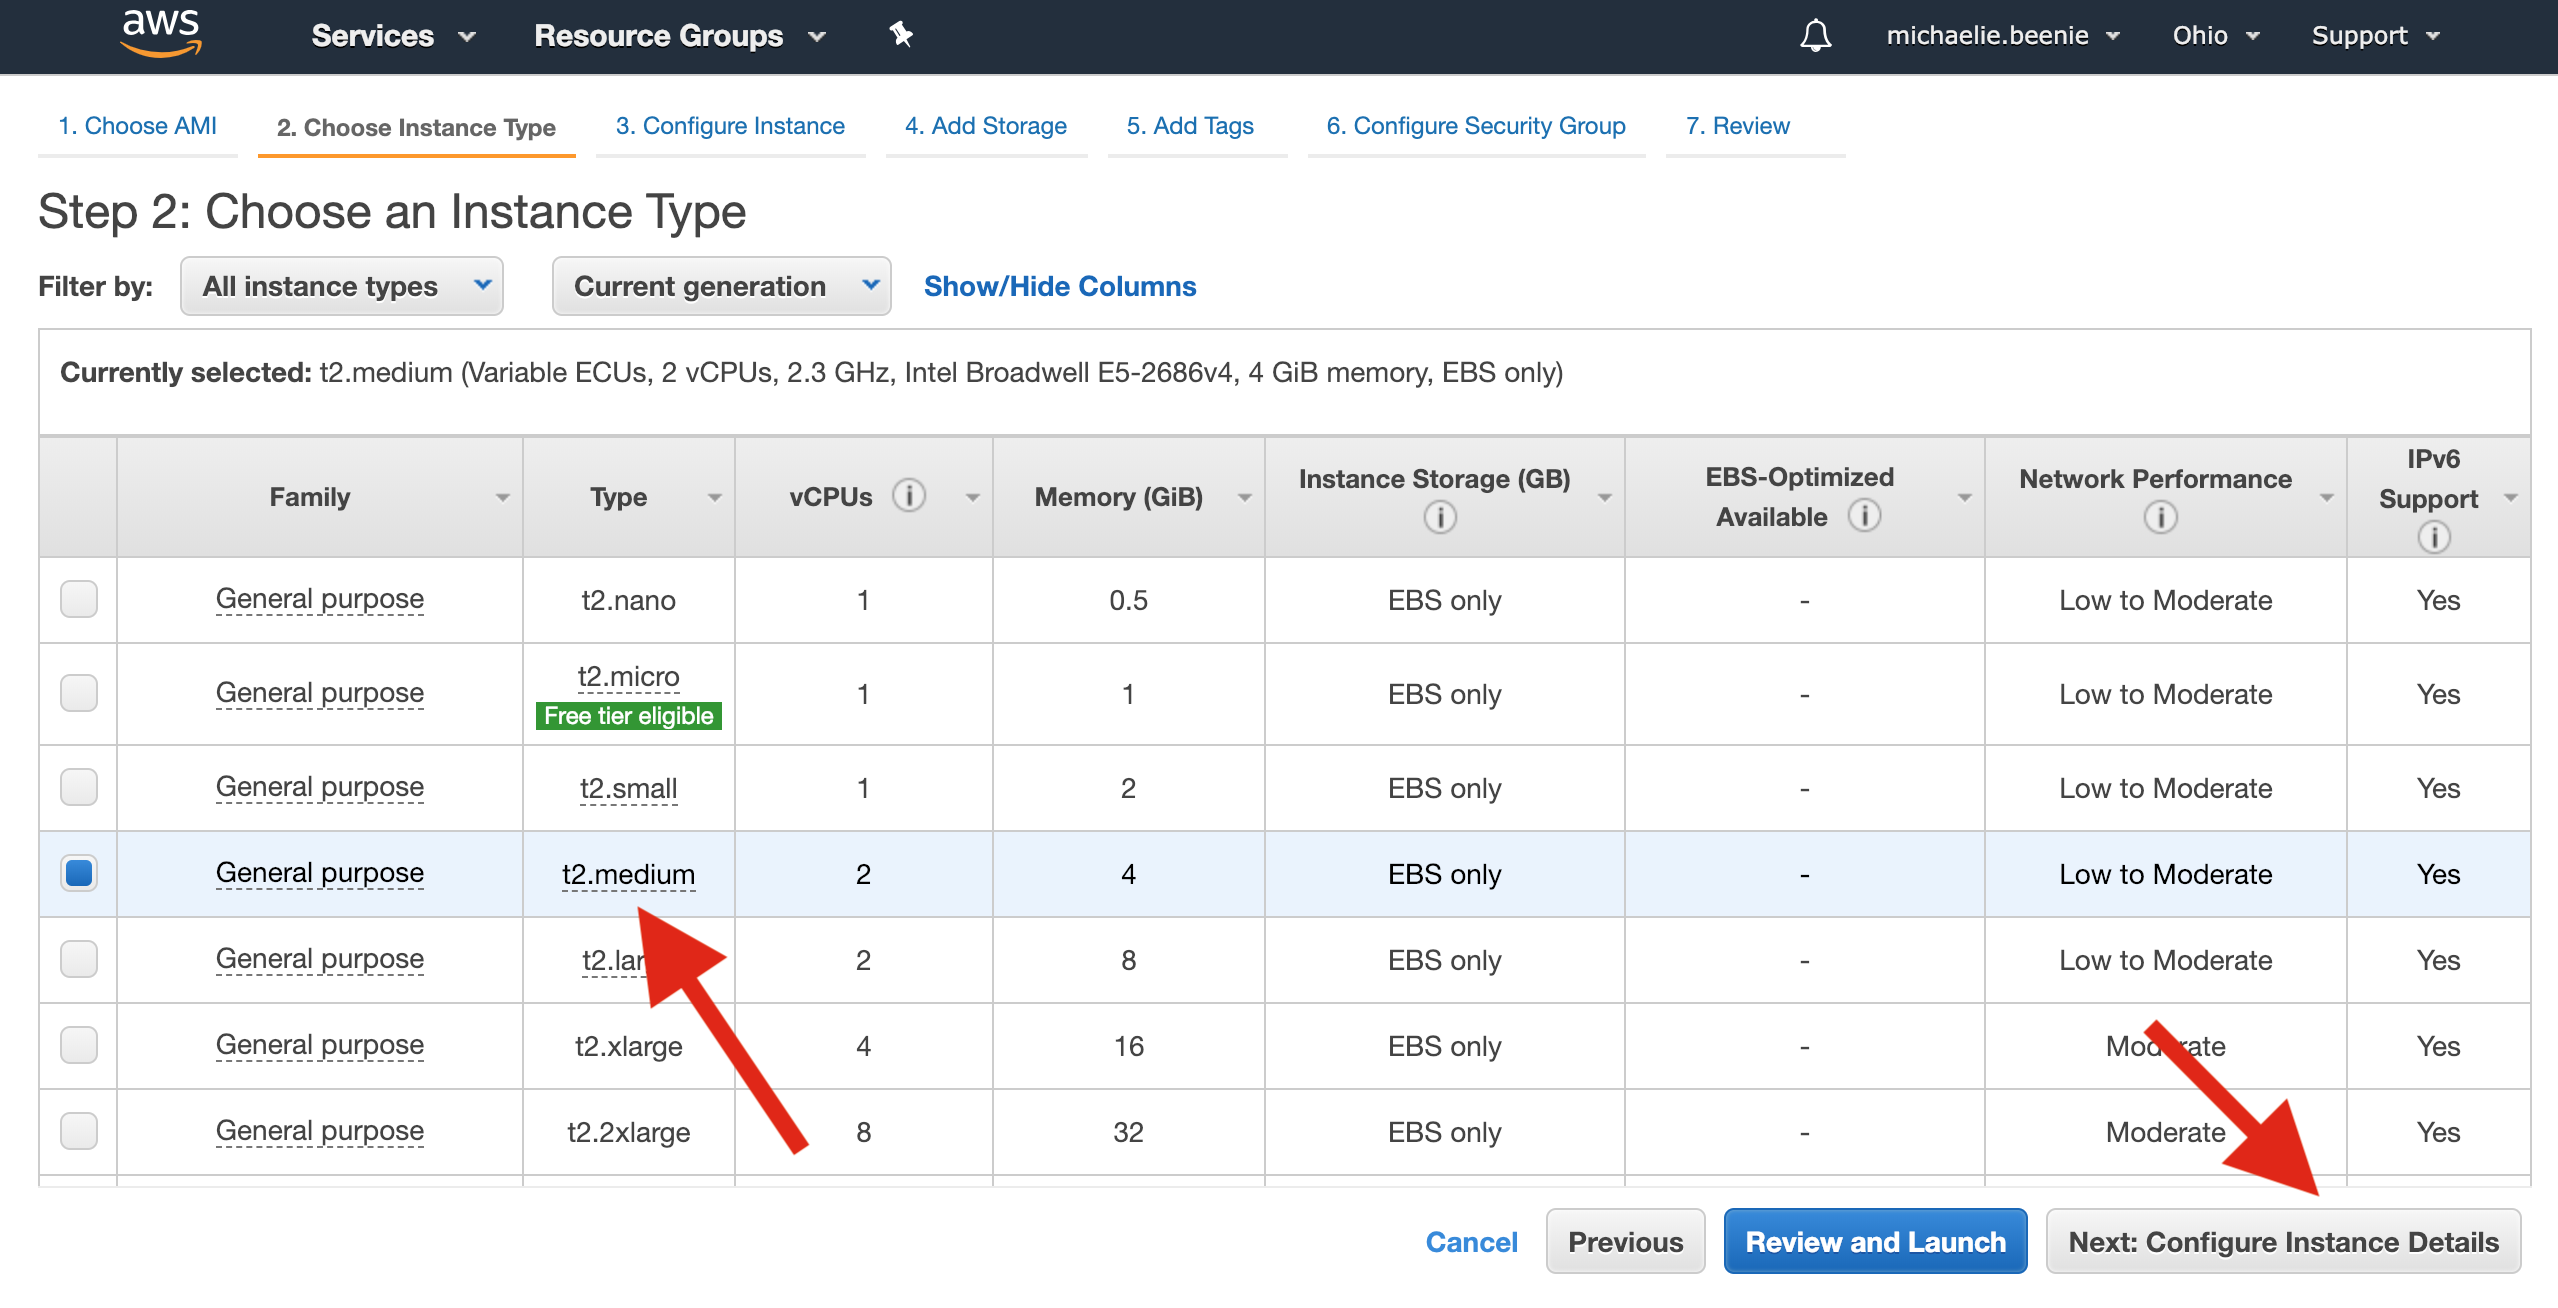 aws Services Resource Groups michaelie.beenie Ohio Support
1. Choose AMI 2. Choose Instance Type 3. Configure Instance 4. Add Storage 5. Add Tags 6. Configure Security Group 7. Review
Step 2: Choose an Instance Type
Filter by: All instance types Current generation Show/Hide Columns
Currently selected: t2.medium (Variable ECUs, 2 vCPUs, 2.3 GHz, Intel Broadwell E5-2686v4, 4 GiB memory, EBS only)
Family Type vCPUs Memory (GiB) Instance Storage (GB) EBS-Optimized Available Network Performance IPv6 Support
General purpose t2.nano 1 0.5 EBS only - Low to Moderate Yes
General purpose t2.micro Free tier eligible 1 1 EBS only - Low to Moderate Yes
General purpose t2.small 1 2 EBS only - Low to Moderate Yes
General purpose t2.medium 2 4 EBS only - Low to Moderate Yes
General purpose 2 8 EBS only - Low to Moderate Yes
General purpose t2.xlarge 4 16 EBS only - Moderate Yes
General purpose t2.2xlarge 8 32 EBS only - Moderate Yes
Cancel Previous Review and Launch Next: Configure Instance Details